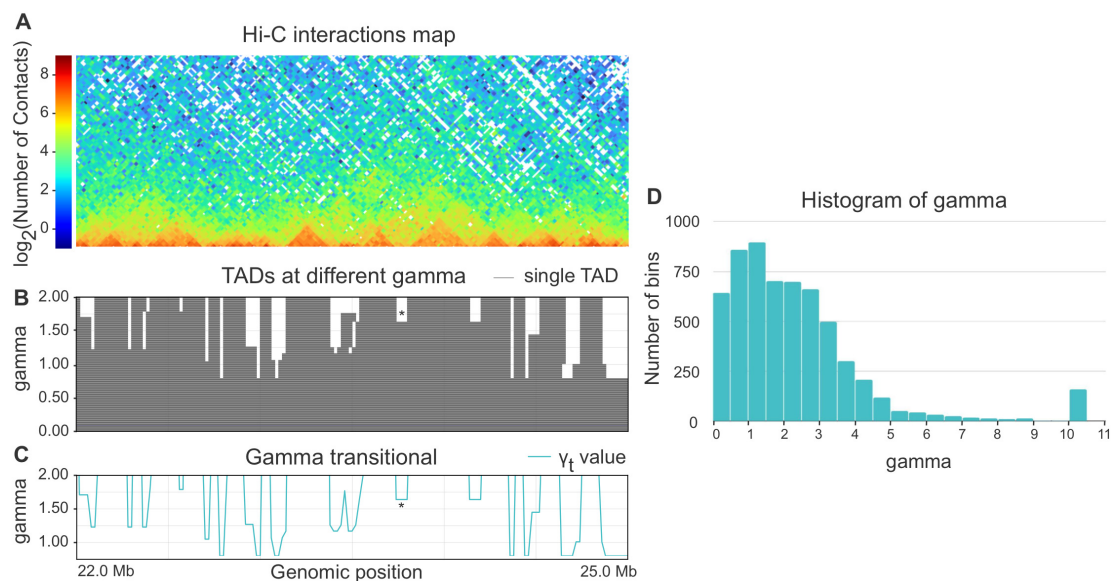 A
Hi-C interactions map
log2(Number of Contacts)
8
6
4
2
0
TADs at different gamma
single TAD
B
gamma
2.00
1.50
1.00
0.50
0.00
*
C
Gamma transitional
γt value
gamma
2.00
1.50
1.00
*
22.0 Mb
Genomic position
25.0 Mb
D
Histogram of gamma
Number of bins
1000
750
500
250
0
0 1 2 3 4 5 6 7 8 9 10 11
gamma